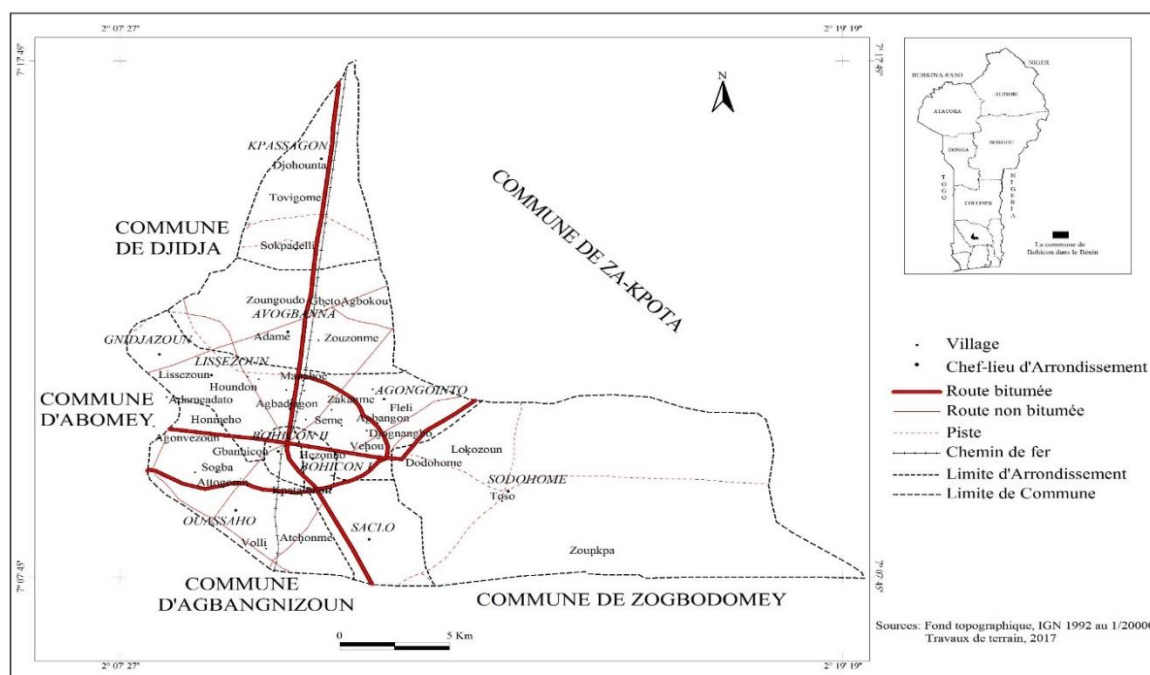 2° 07' 27"
2° 19' 19"
7° 17' 49"
7° 17' 49"
N
KPASSAGON
Djohounta
Tovigome
COMMUNE
DE DJIDJA
Sokpadelli
COMMUNE DE ZA-KPOTA
Zoungoudo
Gbeto
Agbokou
AVOGBANNA
GNIDJAZOUN
Adamè
Zouzonme
LISSEZOUN
Lissezoun
Houndon
AGONGOINTO
COMMUNE
D'ABOMEY
Agbadjagon
Zakanme
Fleli
Honmeho
Seme
Agbangon
Djognangbo
Agonvezoun
BOHICON II
Vehou
Lokozoun
Gbanhicon
Hezonho
Dodohome
Sogba
BOHICON I
SODOHOME
Attogouin
Toso
OUASSAHO
SACLO
Volli
Atchonme
Zoupkpa
COMMUNE
D'AGBANGNIZOUN
COMMUNE DE ZOGBODOMEY
7° 07' 45"
7° 07' 45"
0
5 Km
2° 07' 27"
2° 19' 19"
BURKINA-FASO
NIGER
ALIBORI
ATACORA
BORGOU
DONGA
TOGO
NIGERIA
COLLINES
La commune de
Bohicon dans le Bénin
Village
Chef-lieu d'Arrondissement
Route bitumée
Route non bitumée
Piste
Chemin de fer
Limite d'Arrondissement
Limite de Commune
Sources: Fond topographique, IGN 1992 au 1/20000
Travaux de terrain, 2017